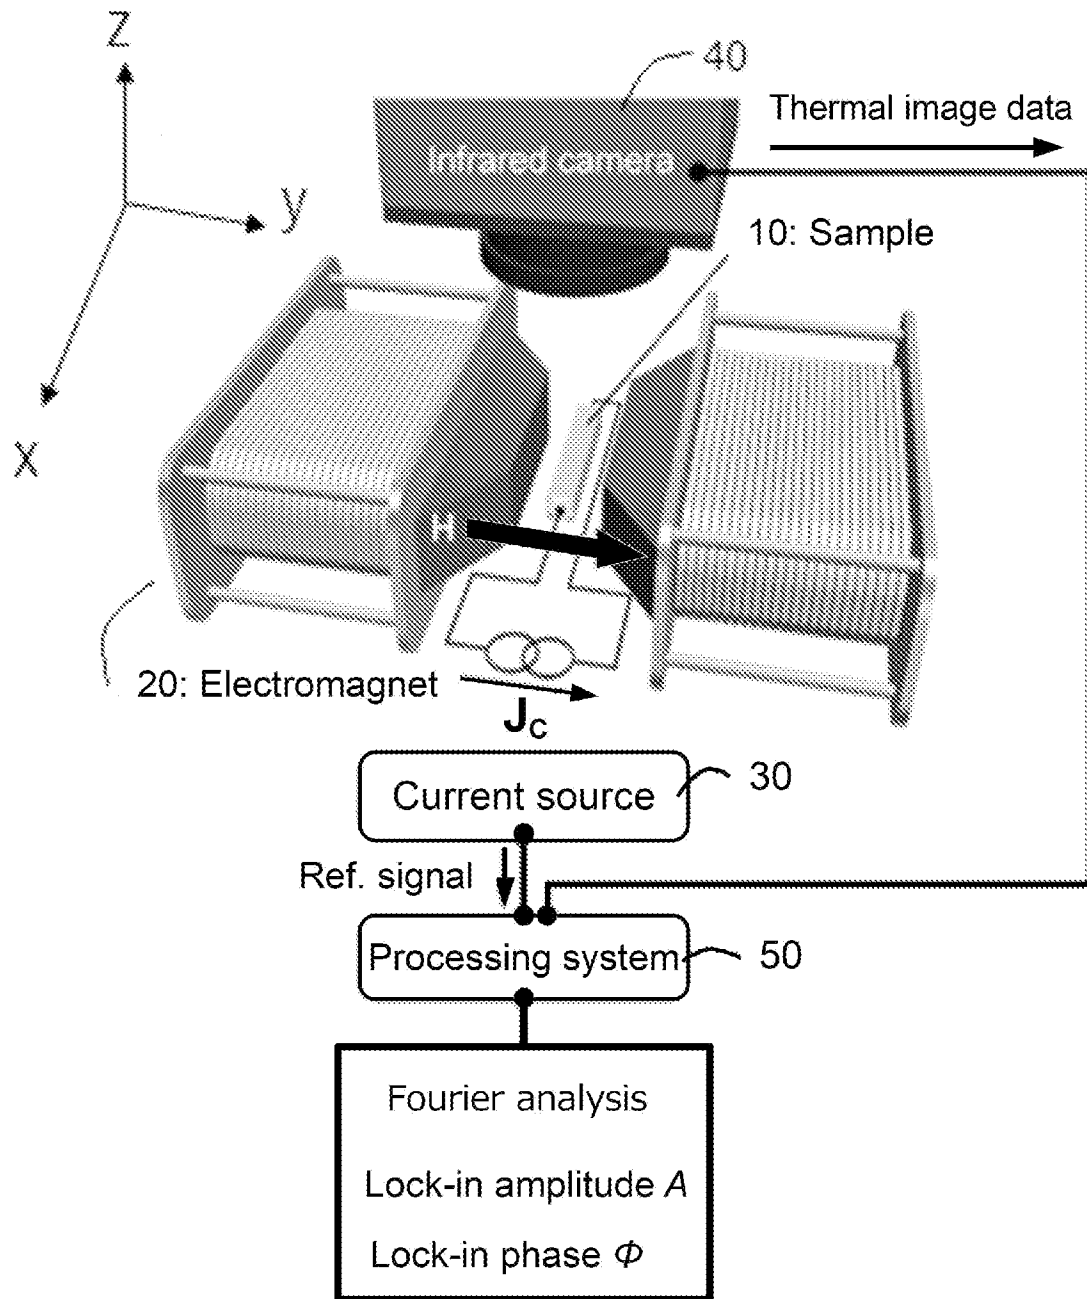 Z
40
Thermal image data
Infrared camera
y
10: Sample
X
H
20: Electromagnet
Jc
Current source
30
Ref. signal
Processing system
50
Fourier analysis
Lock-in amplitude A
Lock-in phase Φ